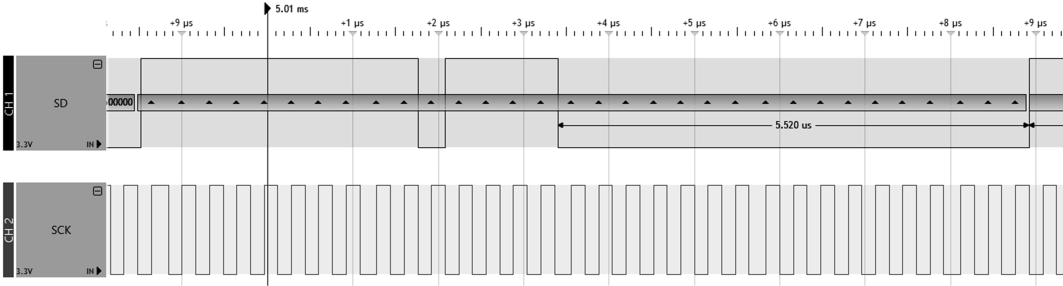 5.01 ms
+9 µs +1 µs +2 µs +3 µs +4 µs +5 µs +6 µs +7 µs +8 µs +9 µs
CH 1
SD
00000
5.520 us
3.3V IN
CH 2
SCK
3.3V IN